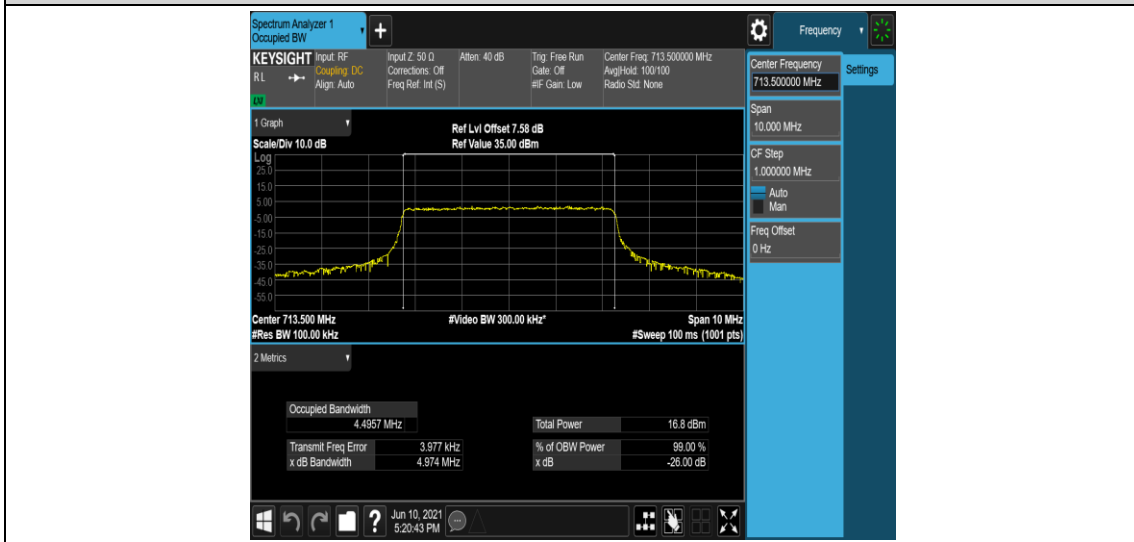 Spectrum Analyzer 1
Occupied BW
+
Frequency
KEYSIGHT
RL
LXI
Input: RF
Coupling: DC
Align: Auto
Input Z: 50 Ω
Corrections: Off
Freq Ref: Int (S)
Atten: 40 dB
Trig: Free Run
Gate: Off
#IF Gain: Low
Center Freq: 713.500000 MHz
Avg|Hold: 100/100
Radio Std: None
Center Frequency
713.500000 MHz
Settings
Span
10.000 MHz
CF Step
1.000000 MHz
Auto
Man
Freq Offset
0 Hz
1 Graph
Scale/Div 10.0 dB
Ref Lvl Offset 7.58 dB
Ref Value 35.00 dBm
Log
25.0
15.0
5.00
-5.00
-15.0
-25.0
-35.0
-45.0
-55.0
Center 713.500 MHz
#Video BW 300.00 kHz*
Span 10 MHz
#Res BW 100.00 kHz
#Sweep 100 ms (1001 pts)
2 Metrics
Occupied Bandwidth
4.4957 MHz
Total Power 16.8 dBm
Transmit Freq Error 3.977 kHz
% of OBW Power 99.00 %
x dB Bandwidth 4.974 MHz
x dB -26.00 dB
?
Jun 10, 2021
5:20:43 PM